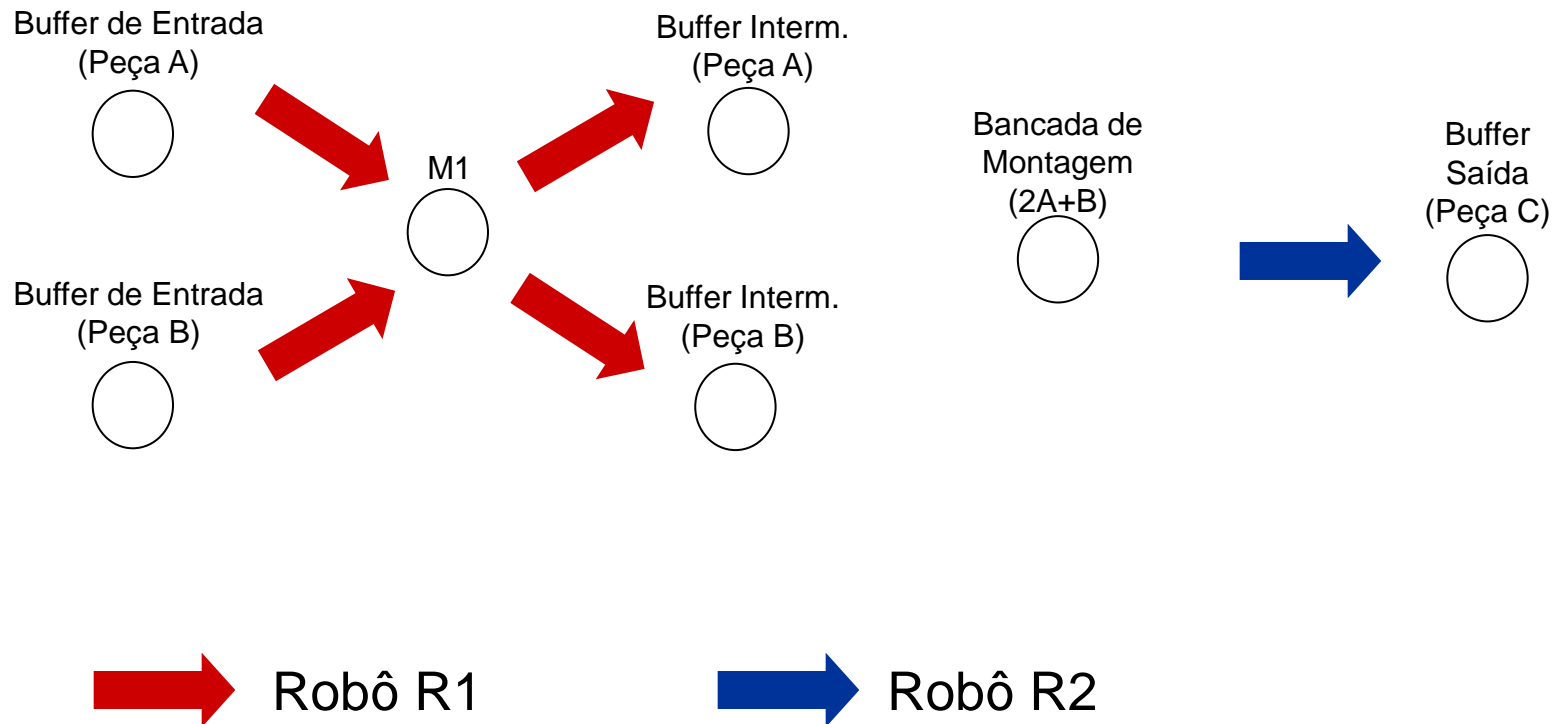 Buffer de Entrada
(Peça A)
Buffer Interm.
(Peça A)
M1
Bancada de
Montagem
(2A+B)
Buffer
Saída
(Peça C)
Buffer de Entrada
(Peça B)
Buffer Interm.
(Peça B)
Robô R1
Robô R2